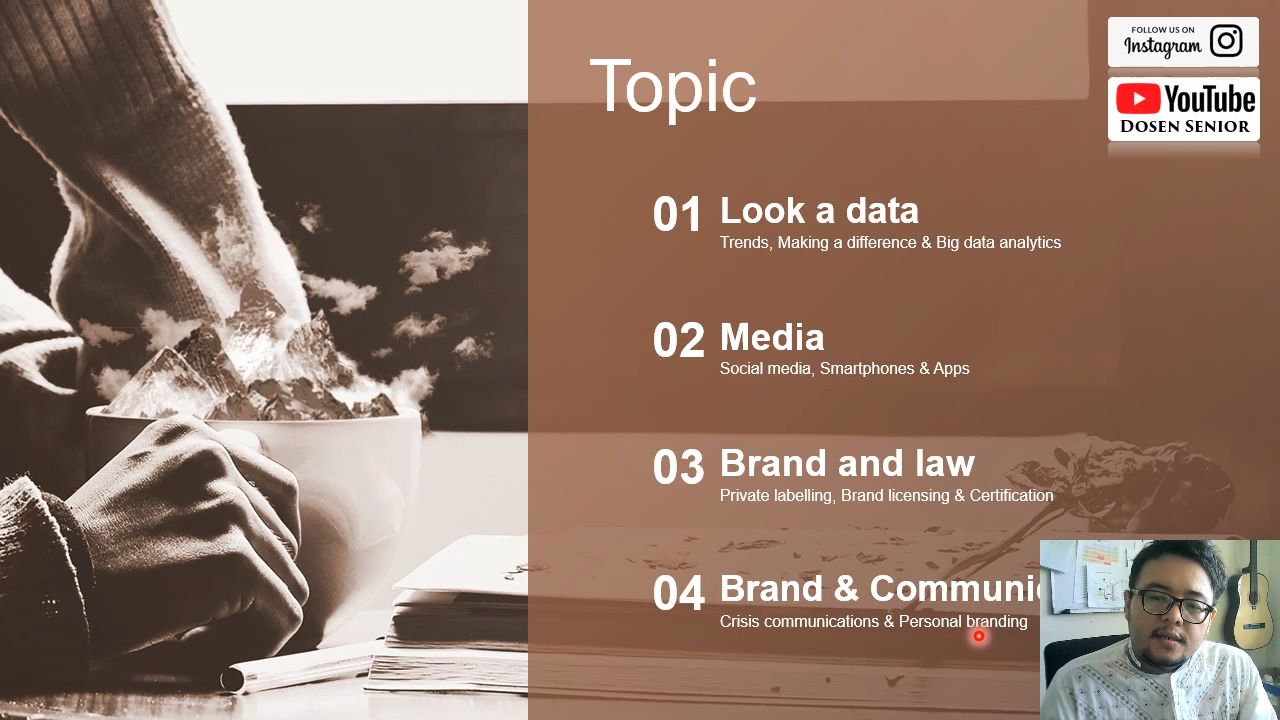 Topic
FOLLOW US ON
Instagram
YouTube
DOSEN SENIOR
01 Look a data
Trends, Making a difference & Big data analytics
02 Media
Social media, Smartphones & Apps
03 Brand and law
Private labelling, Brand licensing & Certification
04 Brand &
Crisis communications & Personal branding